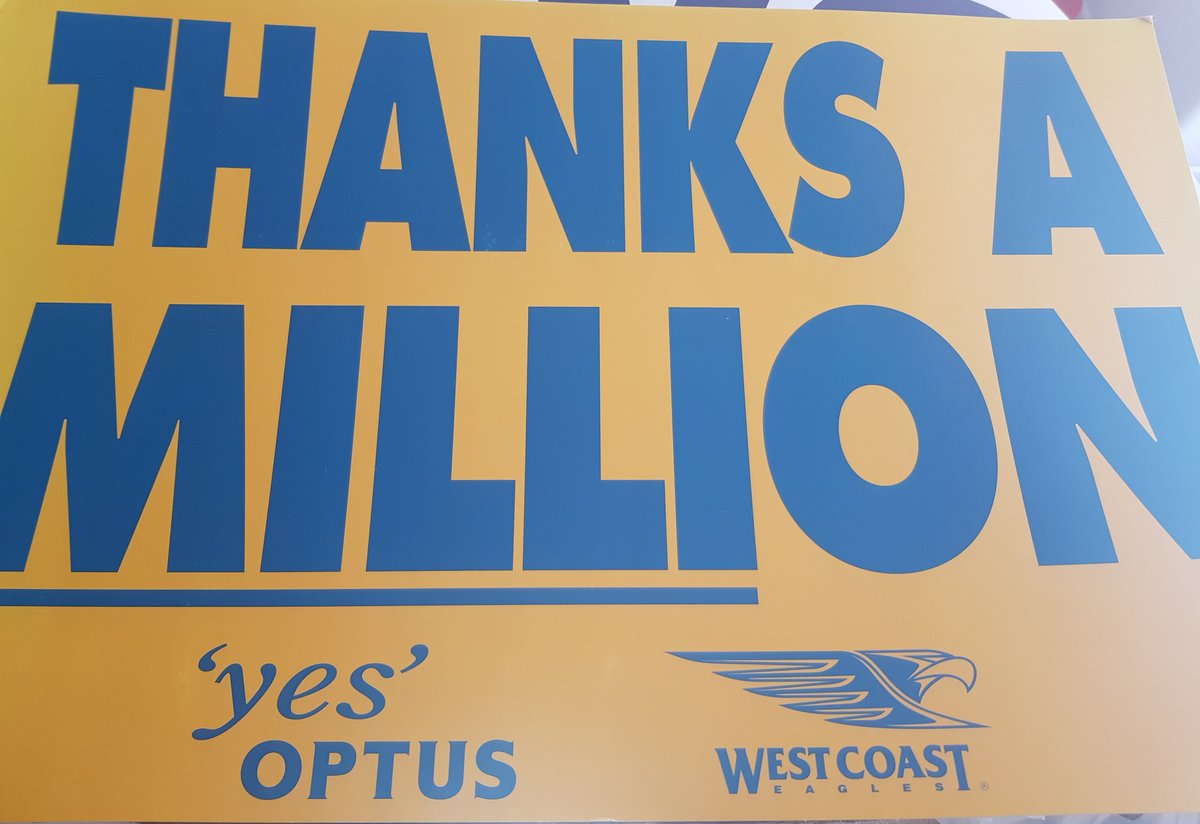 THANKS A
MILLION
'yes'
OPTUS
WEST COAST
EAGLES ®